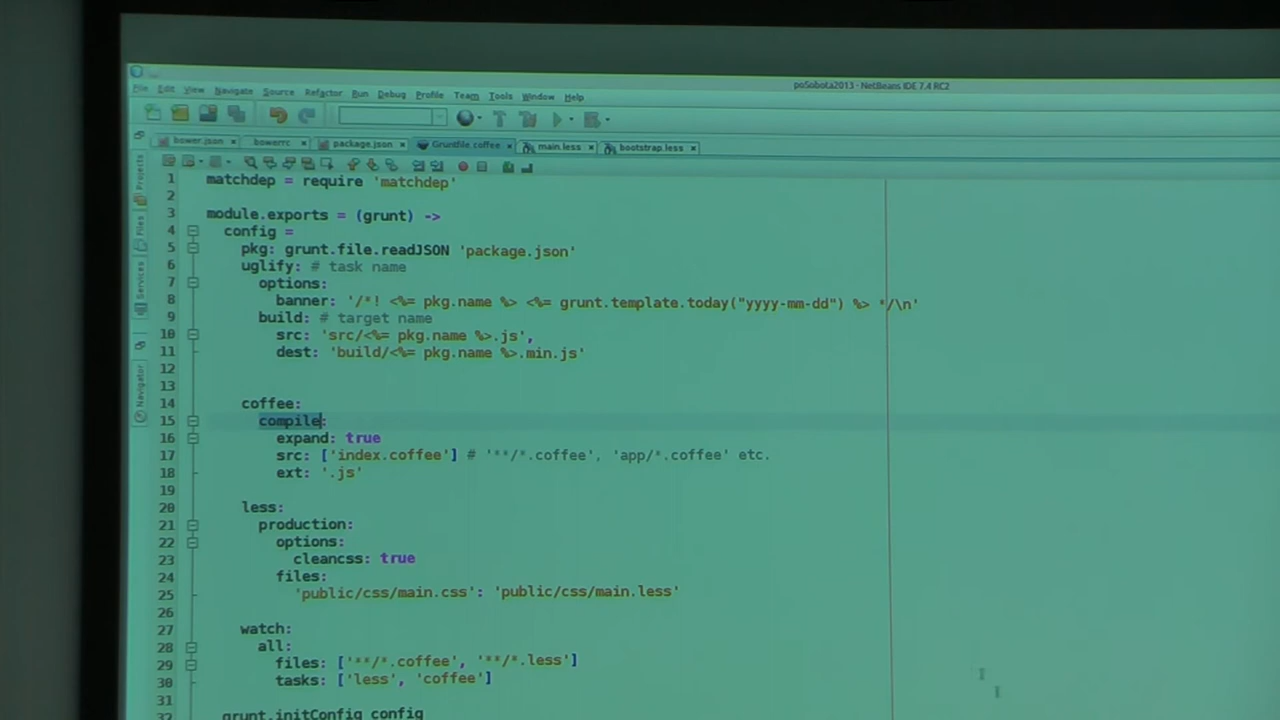 poSobota2013 - NetBeans IDE 7.4 RC2
File Edit View Navigate Source Refactor Run Debug Profile Team Tools Window Help
bower.json bowerrc package.json Gruntfile.coffee main.less bootstrap.less
Projects
Files
Services
Navigator
1 matchdep = require 'matchdep'
2
3 module.exports = (grunt) ->
4 config =
5 pkg: grunt.file.readJSON 'package.json'
6 uglify: # task name
7 options:
8 banner: '/*! <%= pkg.name %> <%= grunt.template.today("yyyy-mm-dd") %> */\n'
9 build: # target name
10 src: 'src/<%= pkg.name %>.js',
11 dest: 'build/<%= pkg.name %>.min.js'
12
13
14 coffee:
15 compile:
16 expand: true
17 src: ['index.coffee'] # '**/*.coffee', 'app/*.coffee' etc.
18 ext: '.js'
19
20 less:
21 production:
22 options:
23 cleancss: true
24 files:
25 'public/css/main.css': 'public/css/main.less'
26
27 watch:
28 all:
29 files: ['**/*.coffee', '**/*.less']
30 tasks: ['less', 'coffee']
31
32 grunt.initConfig config